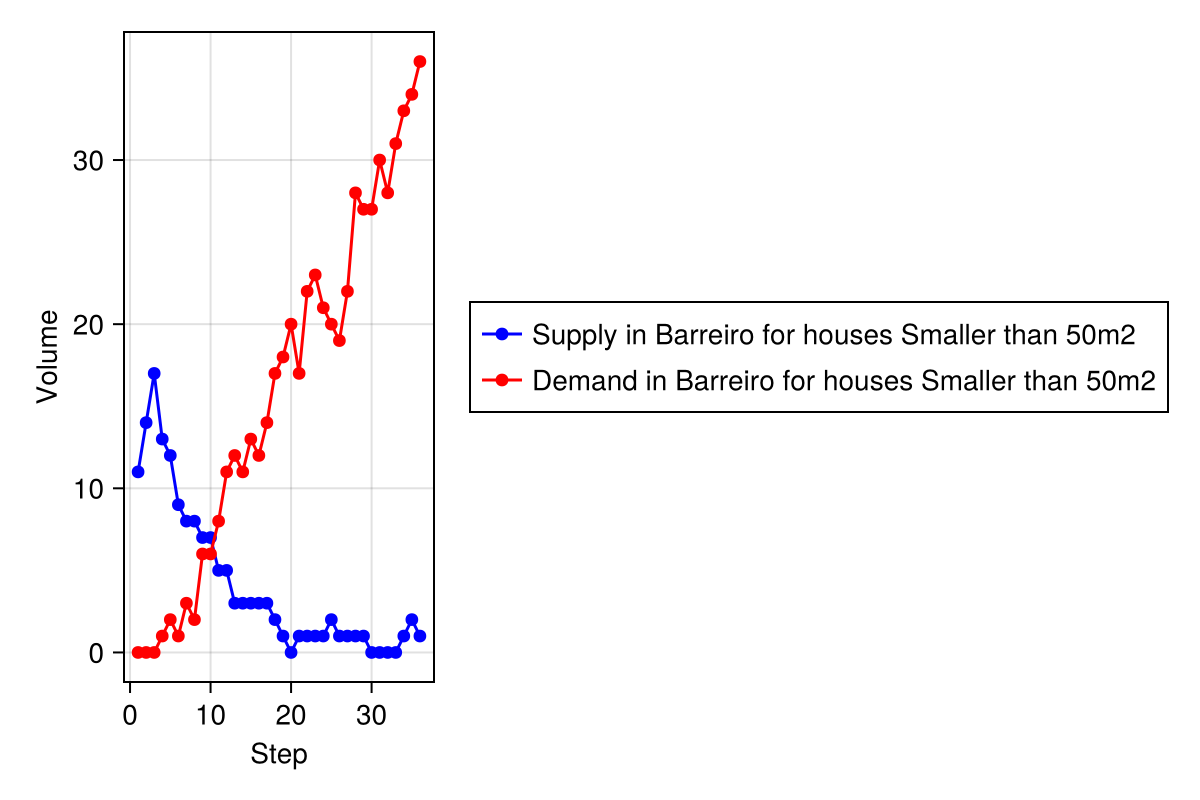 30
20
10
0
Volume
0 10 20 30
Step
Supply in Barreiro for houses Smaller than 50m2
Demand in Barreiro for houses Smaller than 50m2